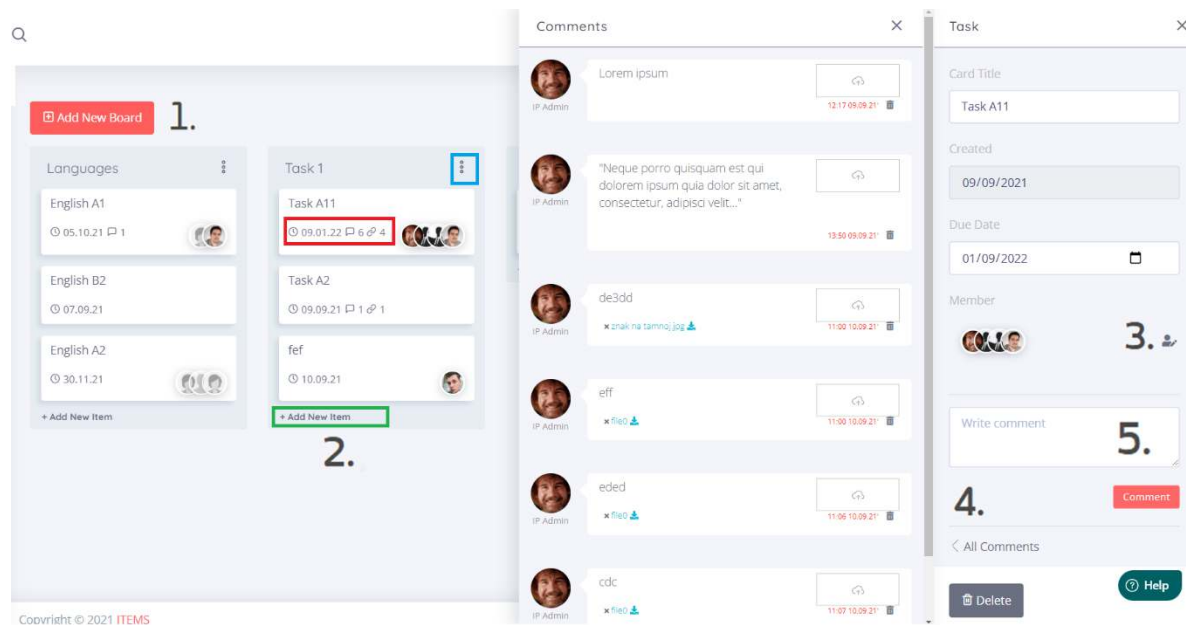 Add New Board
1.
Languages
English A1
05.10.21 1
English B2
07.09.21
English A2
30.11.21
+ Add New Item
Task 1
Task A11
09.01.22 6 4
Task A2
09.09.21 1 1
fef
10.09.21
+ Add New Item
2.
Copyright © 2021 ITEMS
Comments
IP Admin
Lorem ipsum
12:17 09.09.21'
IP Admin
"Neque porro quisquam est qui
dolorem ipsum quia dolor sit amet,
consectetur, adipisci velit..."
13:50 09.09.21'
IP Admin
de3dd
x znak na tamnoj.jpg
11:00 10.09.21'
IP Admin
eff
x file0
11:00 10.09.21'
IP Admin
eded
x file0
11:06 10.09.21'
IP Admin
cdc
x file0
11:07 10.09.21'
Task
Card Title
Task A11
Created
09/09/2021
Due Date
01/09/2022
Member
3.
Write comment
5.
4.
Comment
< All Comments
Help
Delete